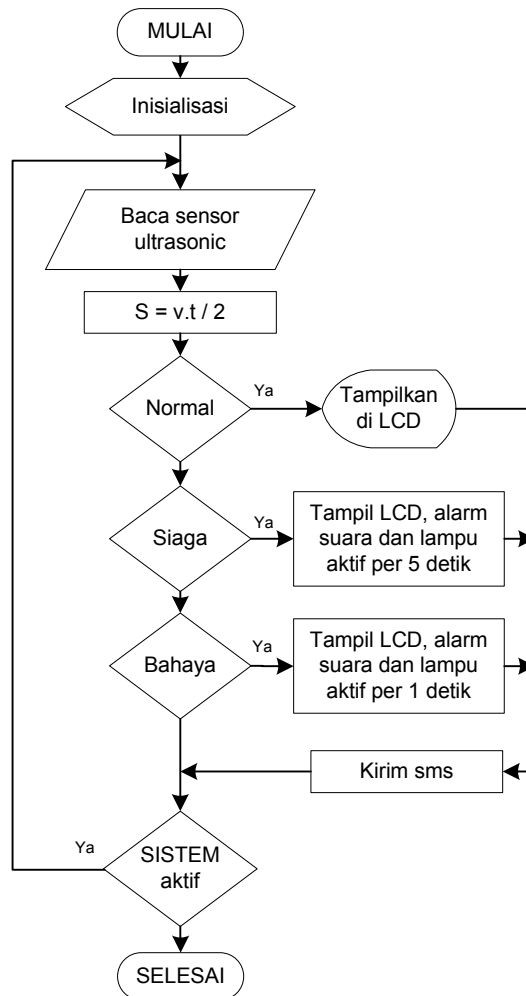 MULAI
Inisialisasi
Baca sensor
ultrasonic
S = v.t / 2
Normal
Ya
Tampilkan
di LCD
Siaga
Ya
Tampil LCD, alarm
suara dan lampu
aktif per 5 detik
Bahaya
Ya
Tampil LCD, alarm
suara dan lampu
aktif per 1 detik
Kirim sms
Ya
SISTEM
aktif
SELESAI